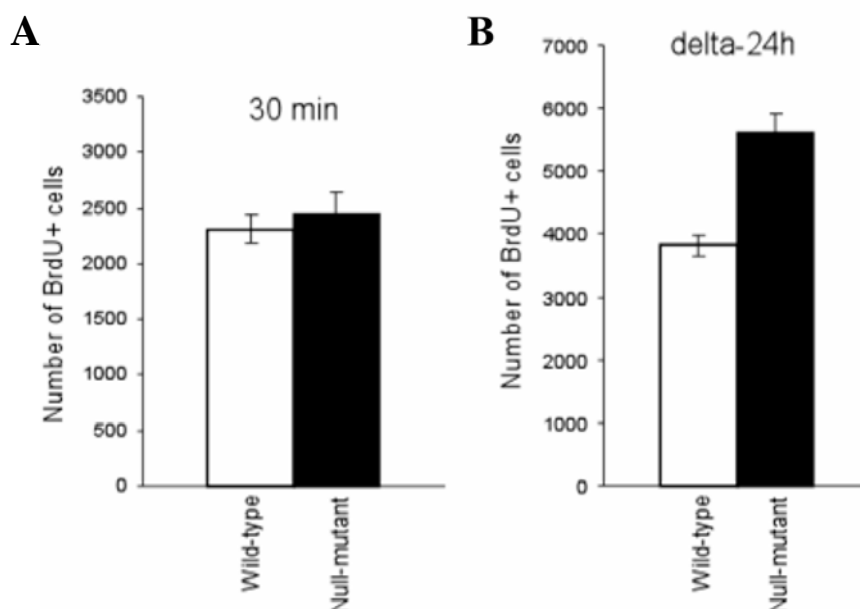 A
30 min
Number of BrdU+ cells
3500
3000
2500
2000
1500
1000
500
0
Wild-type
Null-mutant
B
delta-24h
Number of BrdU+ cells
7000
6000
5000
4000
3000
2000
1000
0
Wild-type
Null-mutant